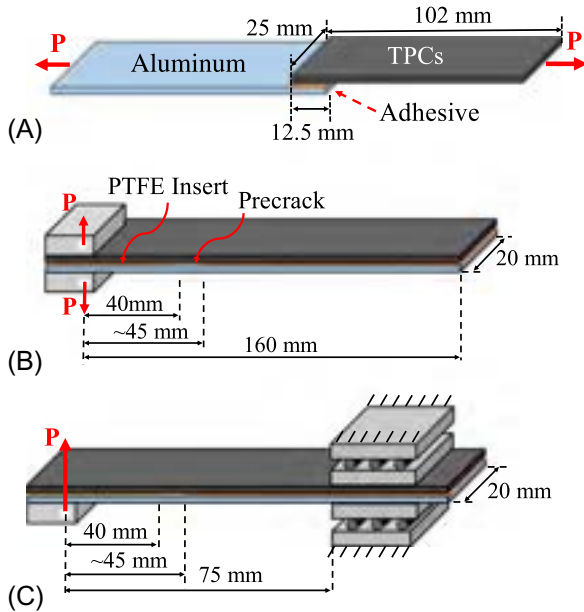 25 mm
102 mm
P
Aluminum
TPCs
P
Adhesive
12.5 mm
(A)
PTFE Insert
Precrack
P
P
20 mm
40mm
~45 mm
160 mm
(B)
P
20 mm
40 mm
~45 mm
75 mm
(C)